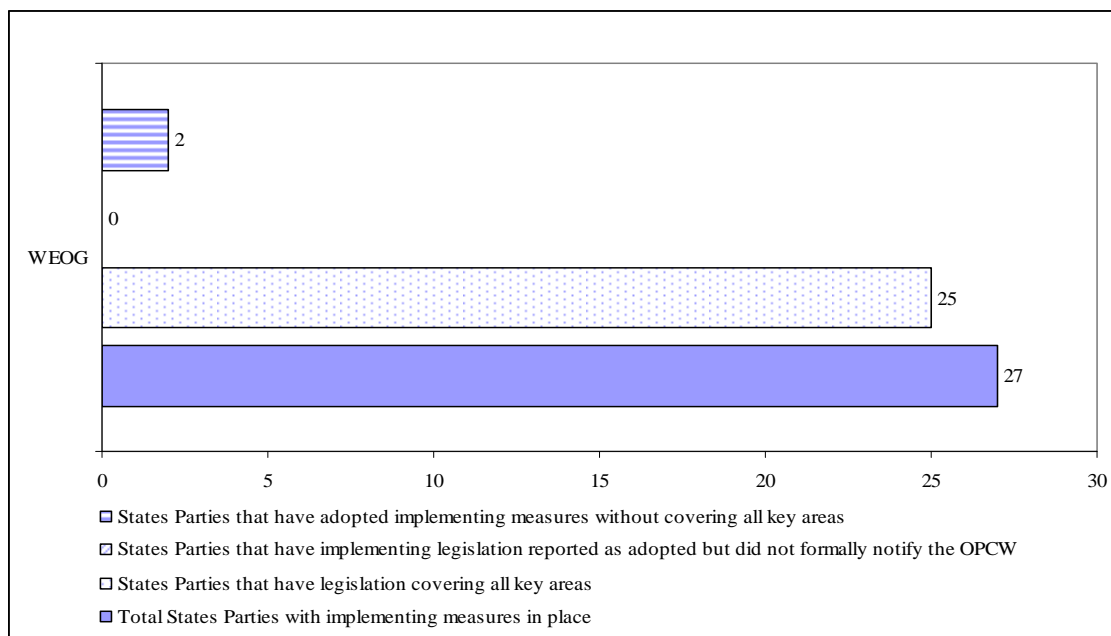 2
0
WEOG
25
27
0 5 10 15 20 25 30
States Parties that have adopted implementing measures without covering all key areas
States Parties that have implementing legislation reported as adopted but did not formally notify the OPCW
States Parties that have legislation covering all key areas
Total States Parties with implementing measures in place